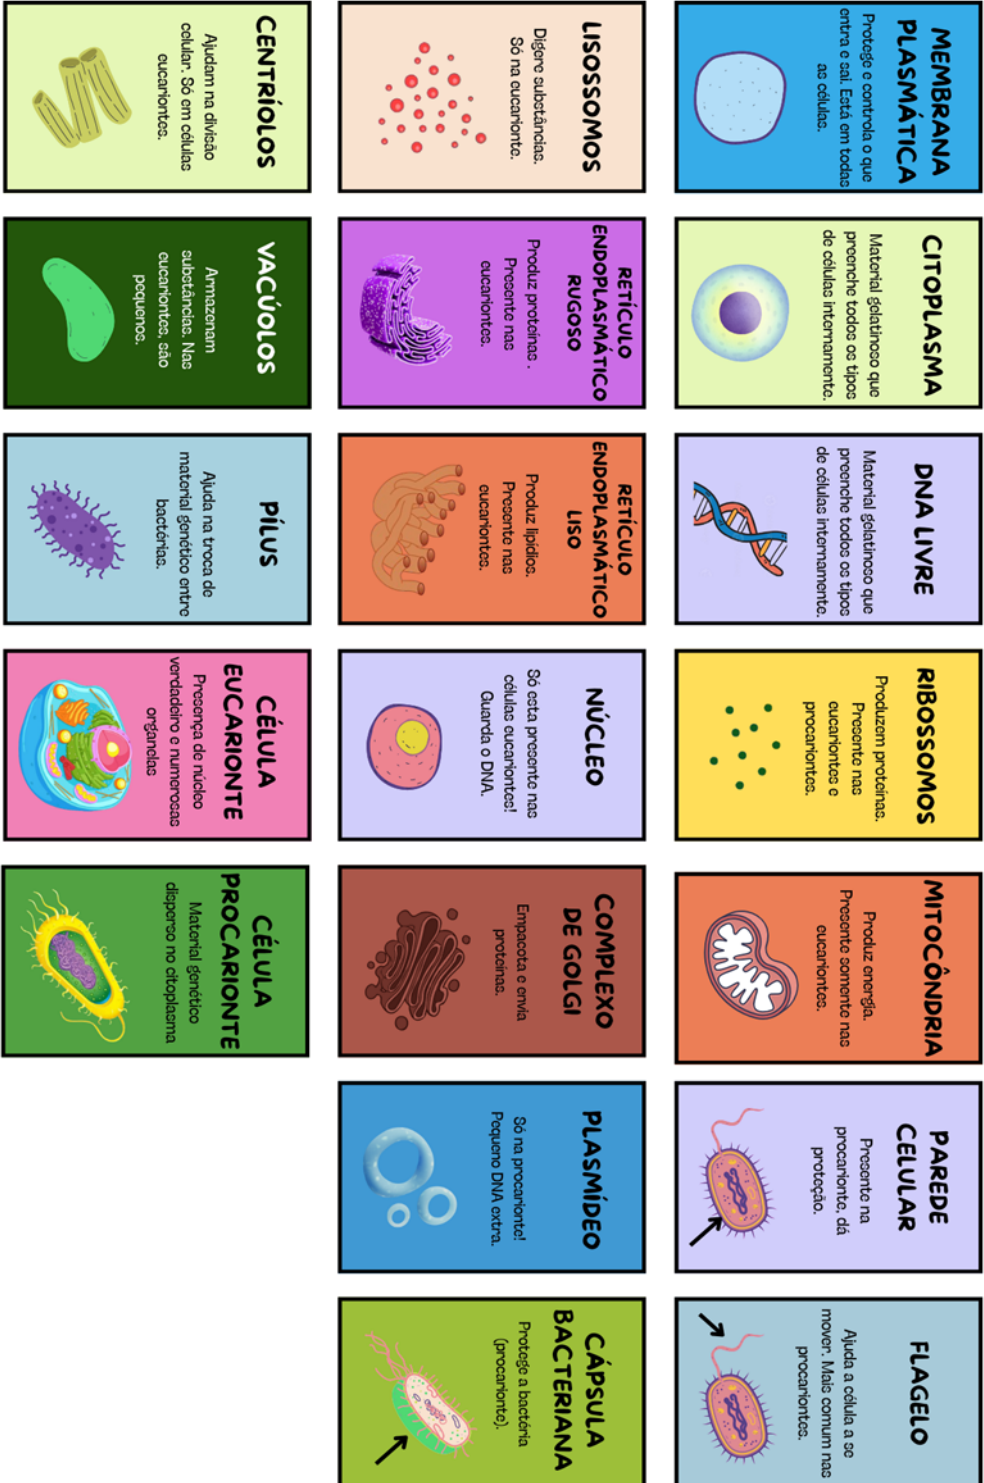 MEMBRANA
PLASMÁTICA
Protege e controla o que
entra e sai. Está em todas
as células.
CITOPLASMA
Material gelatinoso que
preenche todos os tipos
de células internamente.
DNA LIVRE
Material gelatinoso que
preenche todos os tipos
de células internamente.
RIBOSSOMOS
Produzem proteínas.
Presente nas
eucariontes e
procariontes.
MITOCÔNDRIA
Produz energia.
Presente somente nas
eucariontes.
PAREDE
CELULAR
Presente na
procarionte, dá
proteção.
FLAGELO
Ajuda a célula a se
mover. Mais comum nas
procariontes.
LISOSSOMOS
Digere substâncias.
Só na eucarionte.
RETÍCULO
ENDOPLASMÁTICO
RUGOSO
Produz proteínas .
Presente nas
eucariontes.
RETÍCULO
ENDOPLASMÁTICO
LISO
Produz lipídios.
Presente nas
eucariontes.
NÚCLEO
Só esta presente nas
células eucariontes!
Guarda o DNA.
COMPLEXO
DE GOLGI
Empacota e envia
proteínas.
PLASMÍDEO
Só na procarionte!
Pequeno DNA extra.
CÁPSULA
BACTERIANA
Protege a bactéria
(procarionte).
CENTRÍOLOS
Ajudam na divisão
celular. Só em células
eucariontes.
VACÚOLOS
Armazenam
substâncias. Nas
eucariontes, são
pequenos.
PÍLUS
Ajuda na troca de
material genético entre
bactérias.
CÉLULA
EUCARIONTE
Presença de núcleo
verdadeiro e numerosas
organelas
CÉLULA
PROCARIONTE
Material genético
disperso no citoplasma